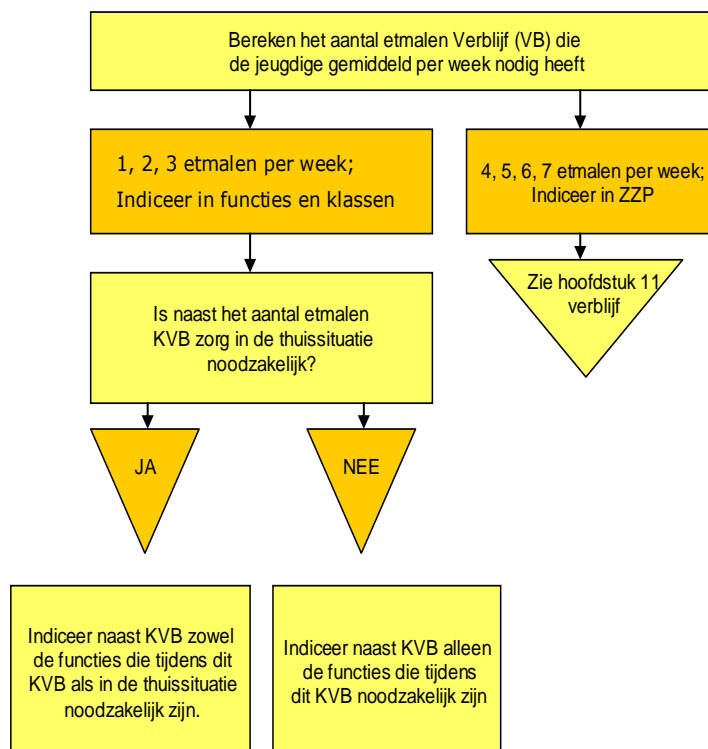 Bereken het aantal etmalen Verblijf (VB) die
de jeugdige gemiddeld per week nodig heeft
1, 2, 3 etmalen per week;
Indiceer in functies en klassen
4, 5, 6, 7 etmalen per week;
Indiceer in ZZP
Is naast het aantal etmalen
KVB zorg in de thuissituatie
noodzakelijk?
Zie hoofdstuk 11
verblijf
JA
NEE
Indiceer naast KVB zowel
de functies die tijdens dit
KVB als in de thuissituatie
noodzakelijk zijn.
Indiceer naast KVB alleen
de functies die tijdens
dit KVB noodzakelijk zijn